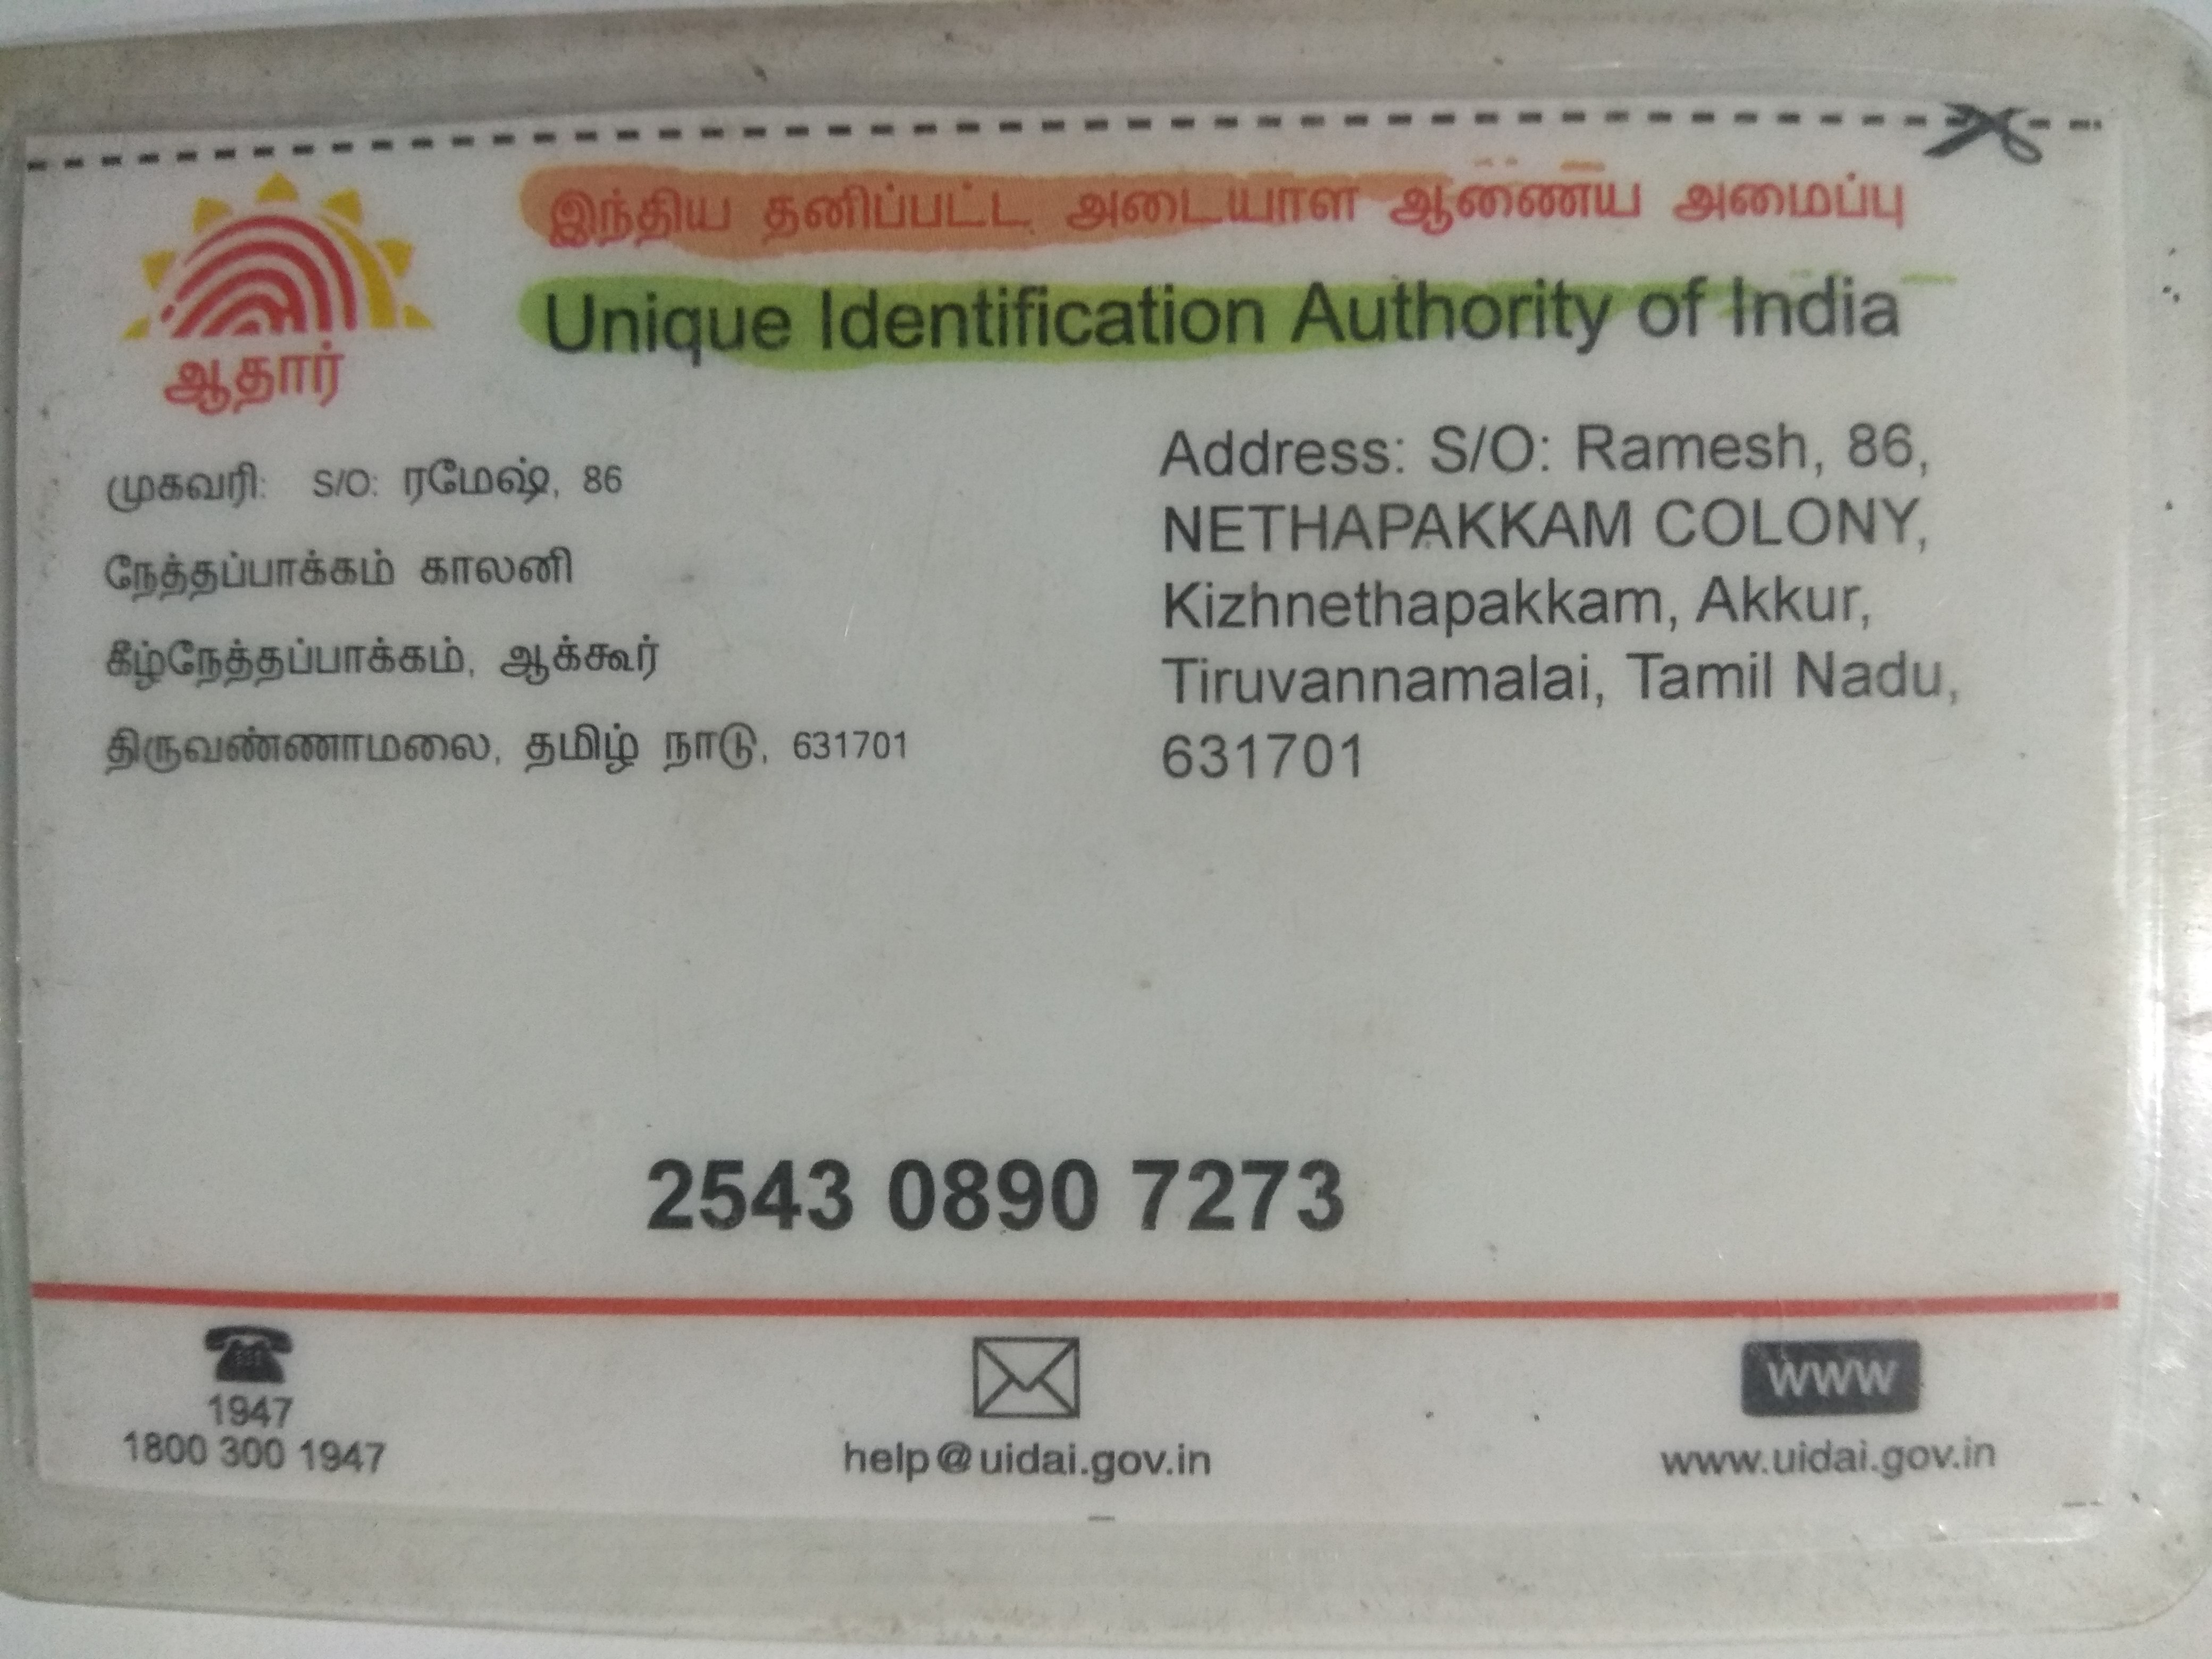 இந்திய தனிப்பட்ட அடையாள ஆணைய அமைப்பு
Unique Identification Authority of India
ஆதார்
முகவரி: S/O: ரமேஷ், 86
நேத்தப்பாக்கம் காலனி
கீழ்நேத்தப்பாக்கம், ஆக்கூர்
திருவண்ணாமலை, தமிழ் நாடு, 631701
Address: S/O: Ramesh, 86,
NETHAPAKKAM COLONY,
Kizhnethapakkam, Akkur,
Tiruvannamalai, Tamil Nadu,
631701
2543 0890 7273
1947
1800 300 1947
help@uidai.gov.in
WWW
www.uidai.gov.in